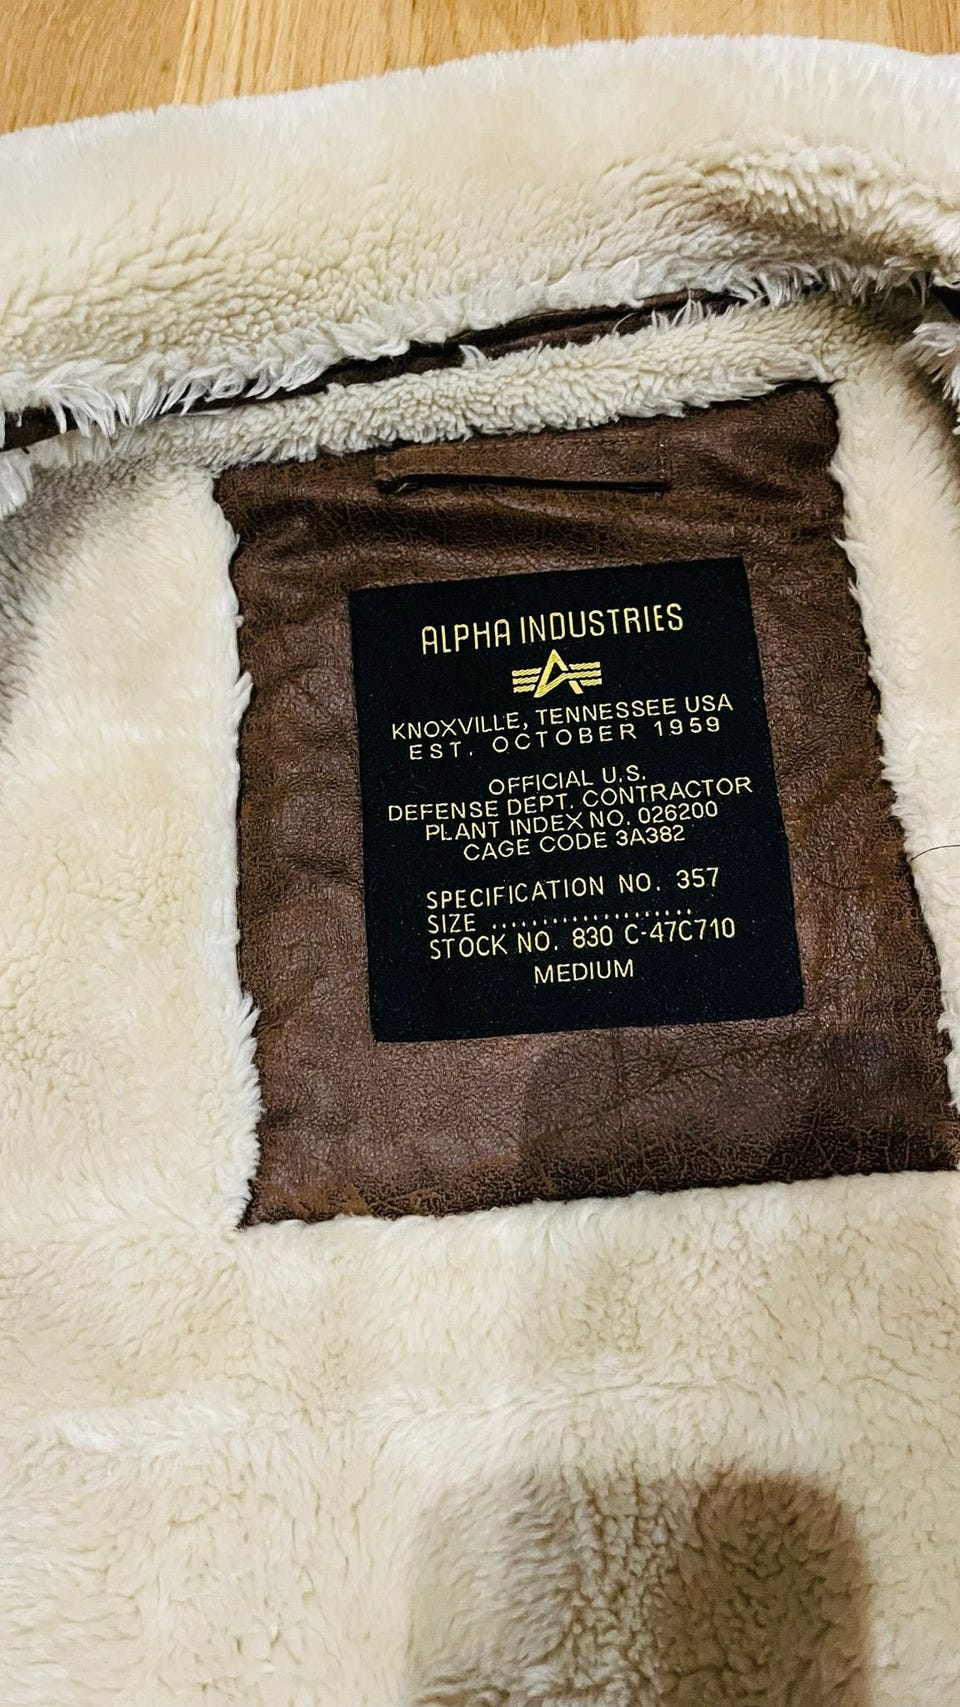 ALPHA INDUSTRIES
KNOXVILLE, TENNESSEE USA
EST. OCTOBER 1959
OFFICIAL U.S.
DEFENSE DEPT. CONTRACTOR
PLANT INDEX NO. 026200
CAGE CODE 3A382
SPECIFICATION NO. 357
SIZE ....................
STOCK NO. 830 C-47C710
MEDIUM